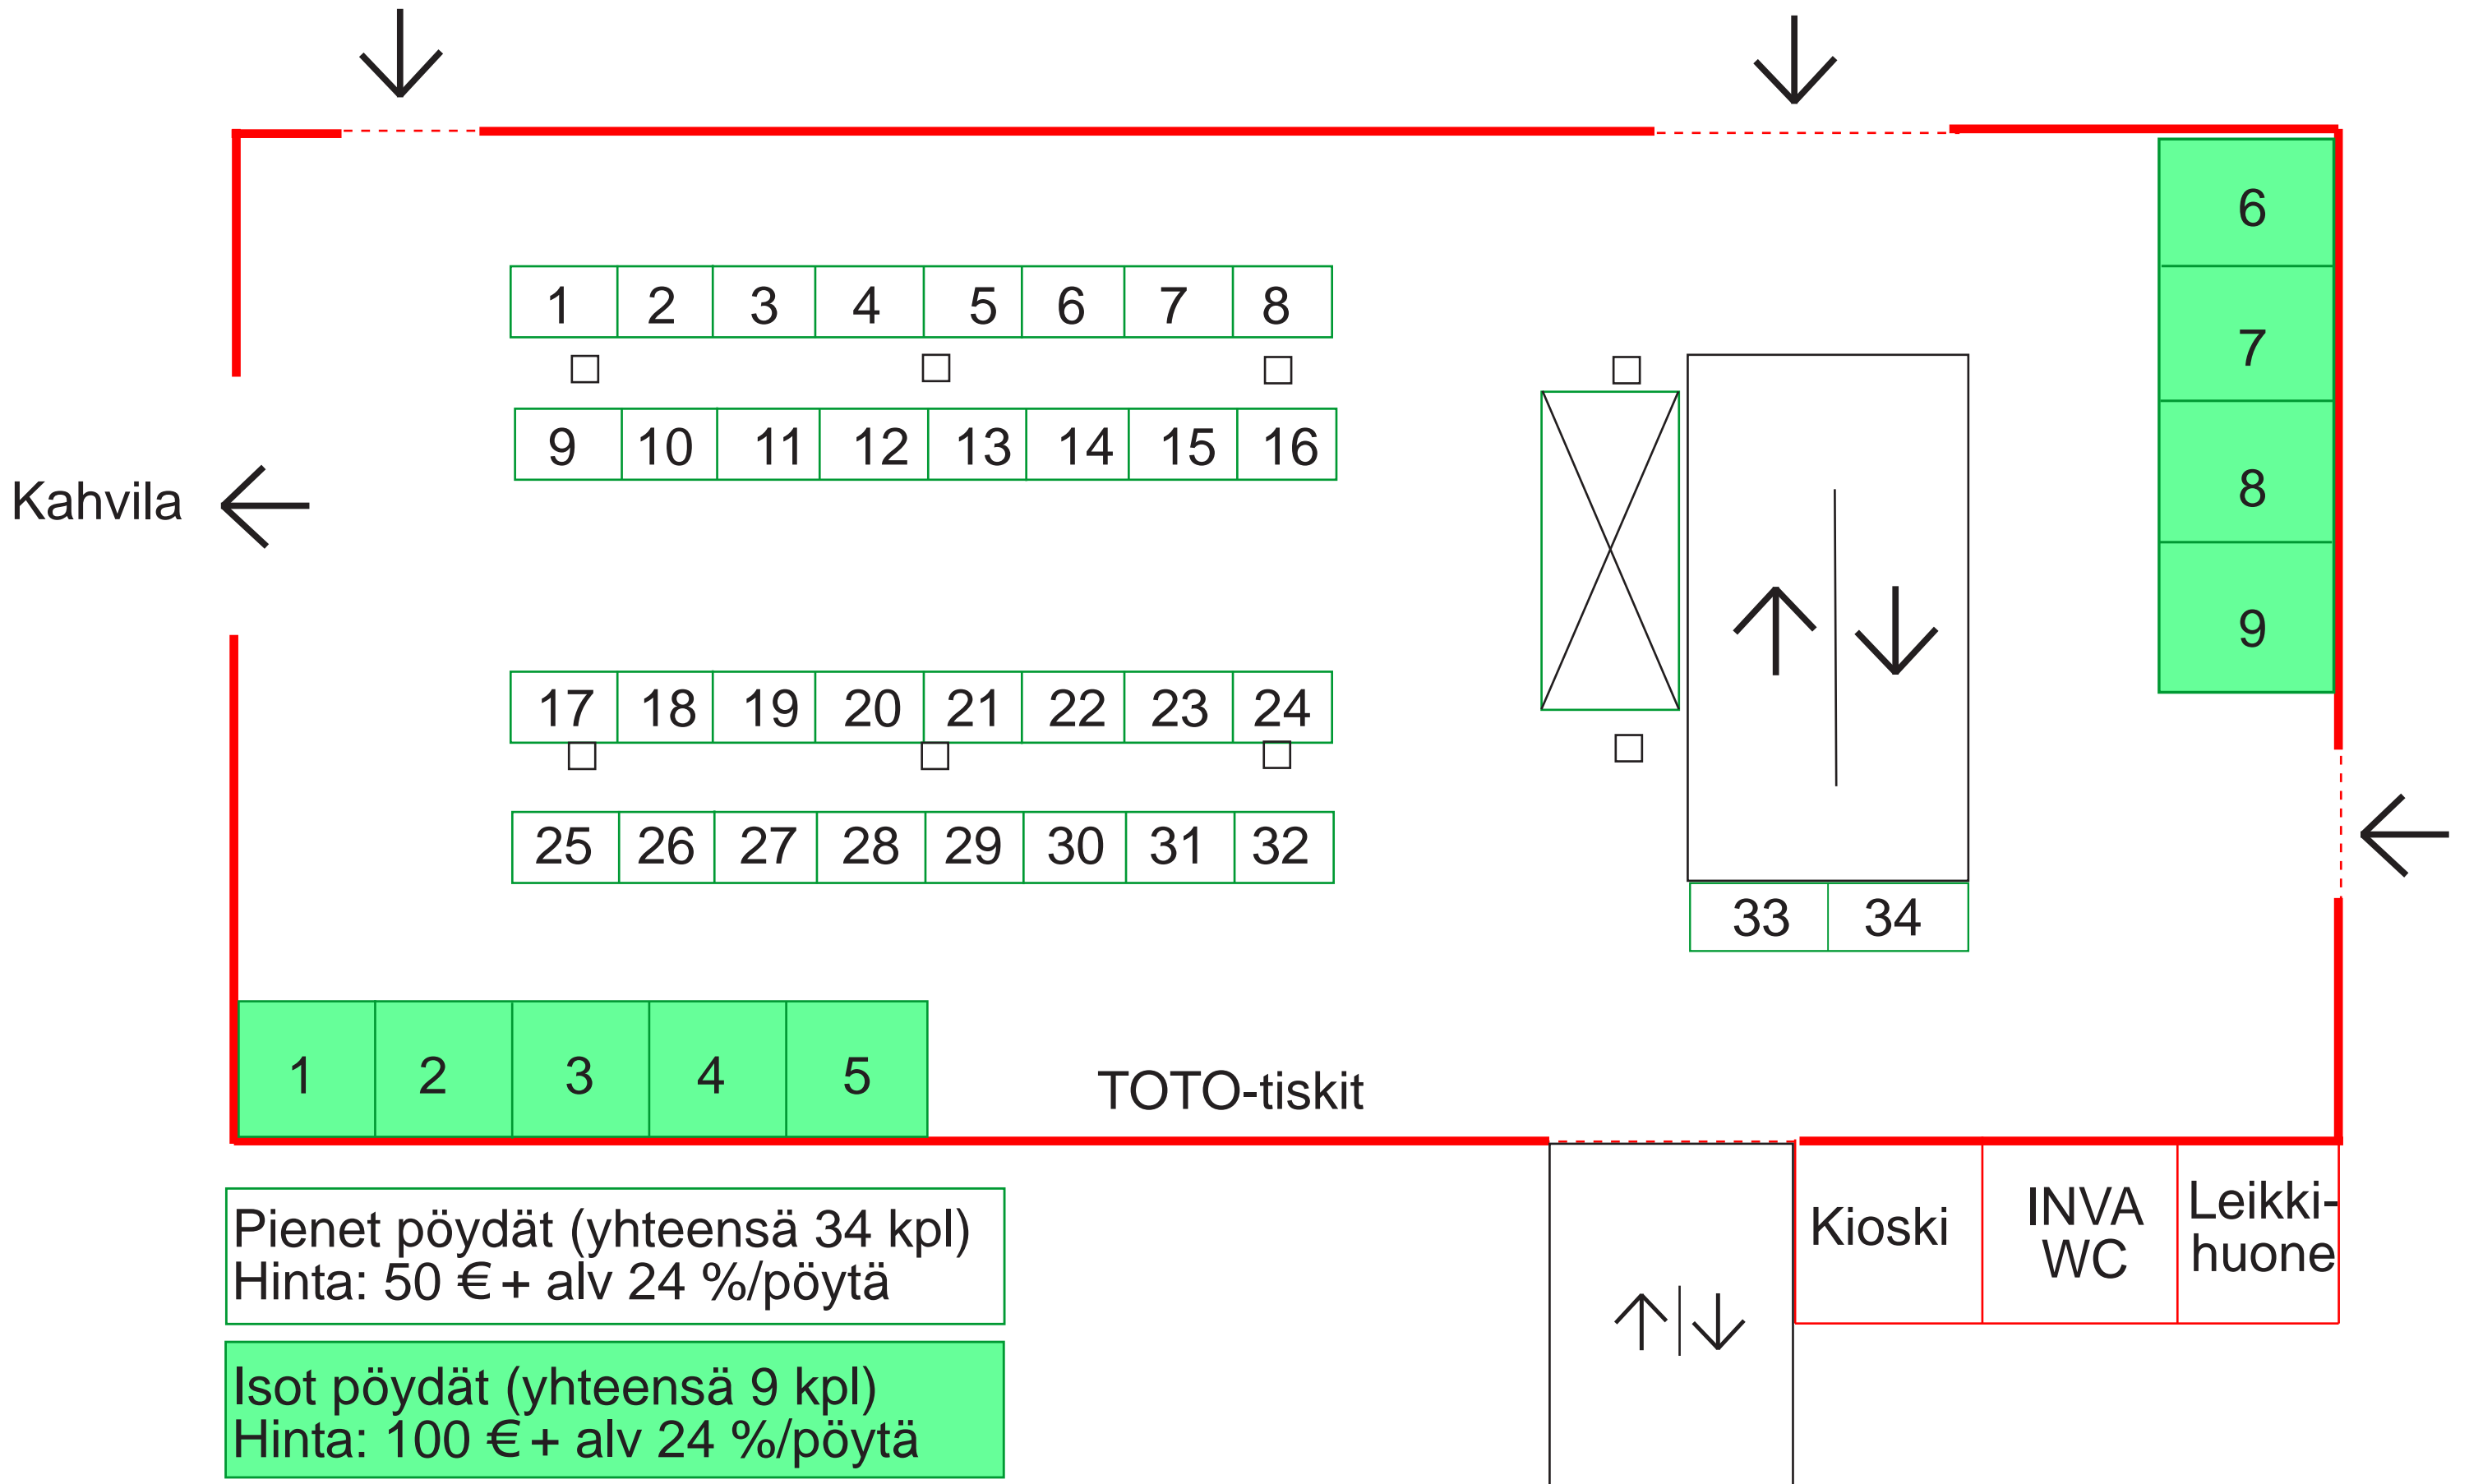 6
1 2 3 4 5 6 7 8
7
9 10 11 12 13 14 15 16
Kahvila
8
9
17 18 19 20 21 22 23 24
25 26 27 28 29 30 31 32
33 34
1 2 3 4 5
TOTO-tiskit
Pienet pöydät (yhteensä 34 kpl)
Hinta: 50 € + alv 24 %/pöytä
Kioski
INVA
WC
Leikki-
huone
Isot pöydät (yhteensä 9 kpl)
Hinta: 100 € + alv 24 %/pöytä